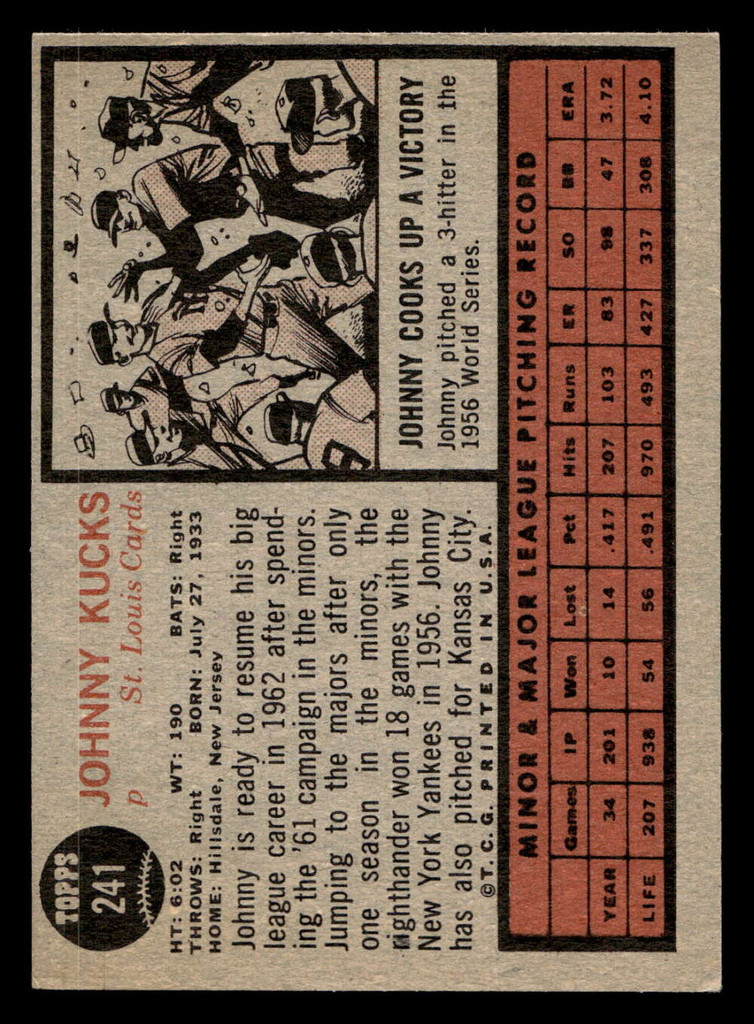 TOPPS
241
JOHNNY KUCKS
p St. Louis Cards
HT: 6:02 WT: 190 BATS: Right
THROWS: Right BORN: July 27, 1933
HOME: Hillsdale, New Jersey
Johnny is ready to resume his big
league career in 1962 after spend-
ing the '61 campaign in the minors.
Jumping to the majors after only
one season in the minors, the
righthander won 18 games with the
New York Yankees in 1956. Johnny
has also pitched for Kansas City.
©T.C.G. PRINTED IN U.S.A.
JOHNNY COOKS UP A VICTORY
Johnny pitched a 3-hitter in the
1956 World Series.
MINOR & MAJOR LEAGUE PITCHING RECORD
Games IP Won Lost Pct Hits Runs ER SO BB ERA
YEAR 34 201 10 14 .417 207 103 83 98 47 3.72
LIFE 207 938 54 56 .491 970 493 427 337 308 4.10